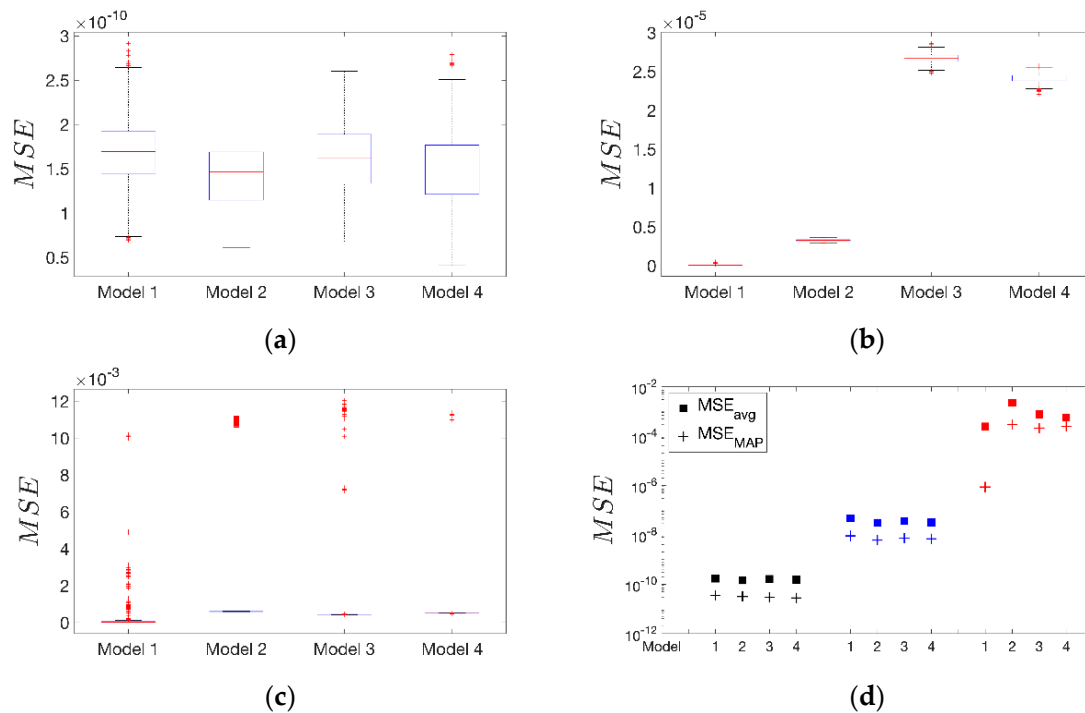 ×10⁻¹⁰
3
2.5
2
1.5
1
0.5
MSE
Model 1 Model 2 Model 3 Model 4
(a)
×10⁻⁵
3
2.5
2
1.5
1
0.5
0
MSE
Model 1 Model 2 Model 3 Model 4
(b)
×10⁻³
12
10
8
6
4
2
0
MSE
Model 1 Model 2 Model 3 Model 4
(c)
10⁻²
10⁻⁴
10⁻⁶
10⁻⁸
10⁻¹⁰
10⁻¹²
MSE
MSE_avg
MSE_MAP
Model 1 2 3 4 1 2 3 4 1 2 3 4
(d)